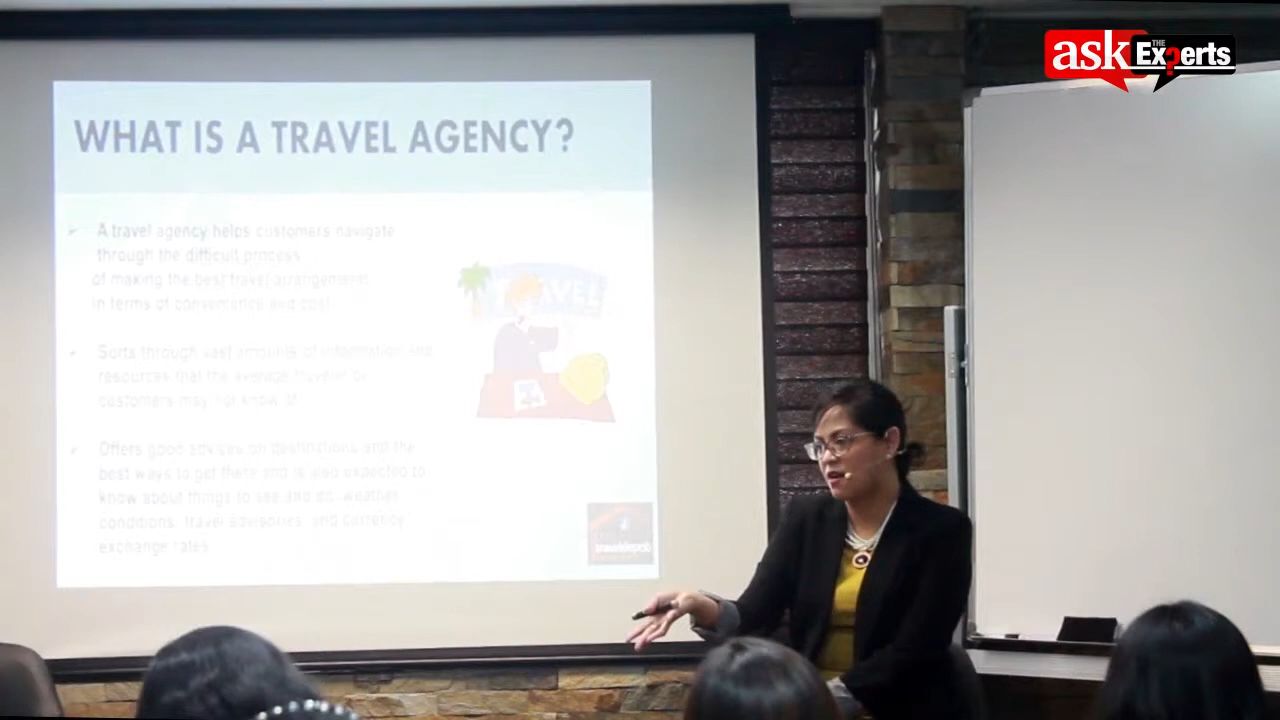 ask THE Experts
WHAT IS A TRAVEL AGENCY?
A travel agency helps customers navigate
through the difficult process
of making the best travel arrangements
in terms of convenience and cost
TRAVEL
Sorts through vast amounts of information and
resources that the average traveler or
customers may not know of
Offers good advices on destinations and the
best ways to get there and is also expected to
know about things to see and do, weather
conditions, travel advisories, and currency
exchange rates